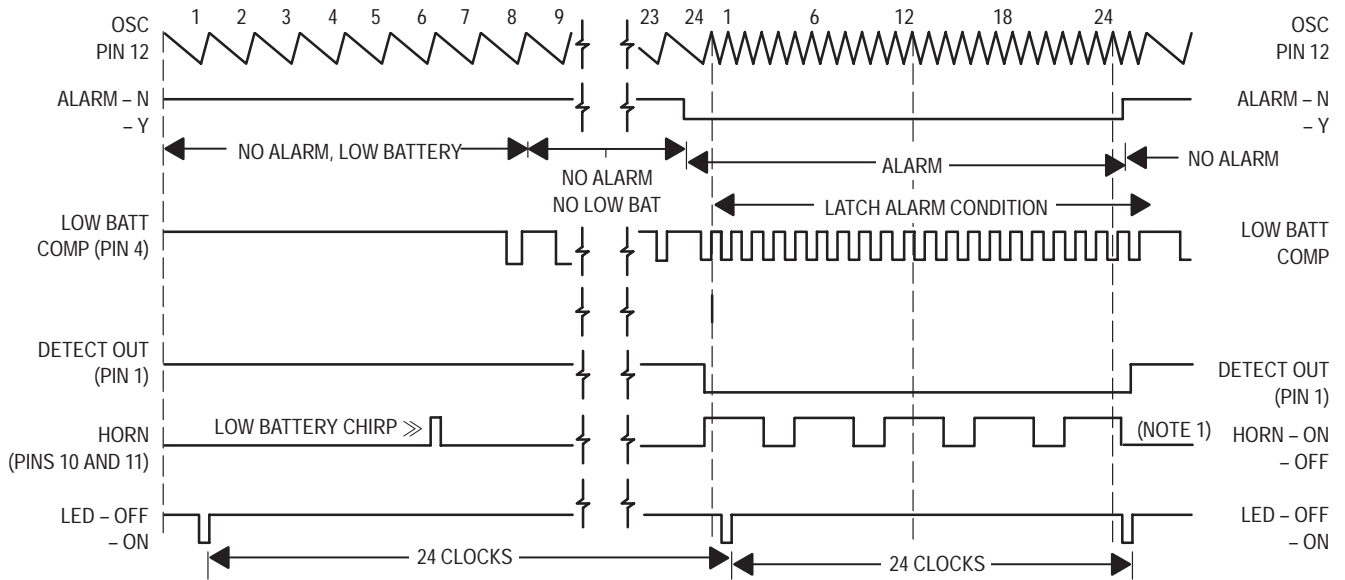 1 2 3 4 5 6 7 8 9 23 24 1 6 12 18 24
OSC
PIN 12
OSC
PIN 12
ALARM – N
– Y
ALARM – N
– Y
NO ALARM, LOW BATTERY
NO ALARM
NO LOW BAT
ALARM
NO ALARM
LATCH ALARM CONDITION
LOW BATT
COMP (PIN 4)
LOW BATT
COMP
DETECT OUT
(PIN 1)
DETECT OUT
(PIN 1)
HORN
(PINS 10 AND 11)
LOW BATTERY CHIRP ≫
(NOTE 1)
HORN – ON
– OFF
LED – OFF
– ON
LED – OFF
– ON
24 CLOCKS
24 CLOCKS